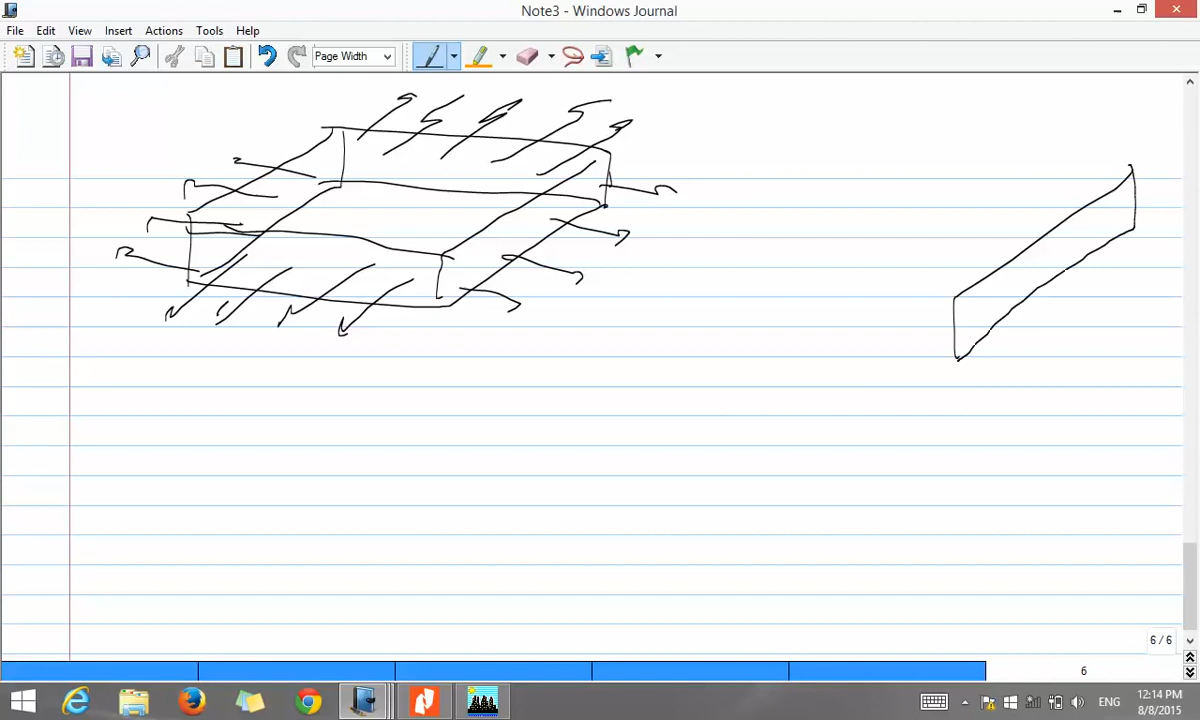 Note3 - Windows Journal
File Edit View Insert Actions Tools Help
Page Width
6 / 6
6
ENG
12:14 PM
8/8/2015